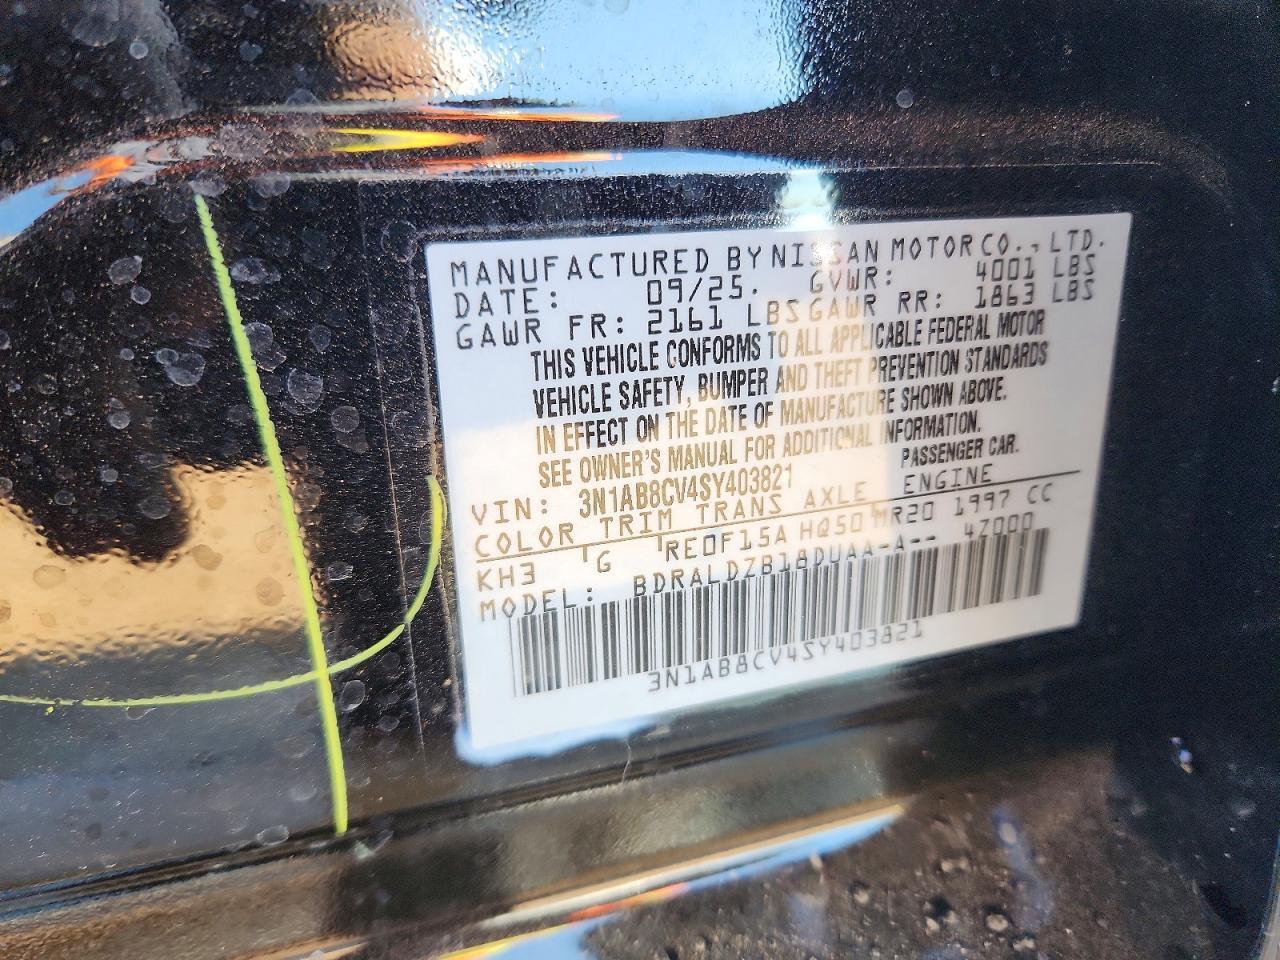 MANUFACTURED BY NISSAN MOTOR CO., LTD.
DATE: 09/25. GVWR: 4001 LBS
GAWR FR: 2161 LBS GAWR RR: 1863 LBS
THIS VEHICLE CONFORMS TO ALL APPLICABLE FEDERAL MOTOR
VEHICLE SAFETY, BUMPER AND THEFT PREVENTION STANDARDS
IN EFFECT ON THE DATE OF MANUFACTURE SHOWN ABOVE.
SEE OWNER'S MANUAL FOR ADDITIONAL INFORMATION.
PASSENGER CAR.
VIN: 3N1AB8CV4SY403821
COLOR TRIM TRANS AXLE ENGINE
KH3 G RE0F15A HQ50 MR20 1997 CC
MODEL: BDRALDZB18DUAA-A-- 47000
3N1AB8CV4SY403821